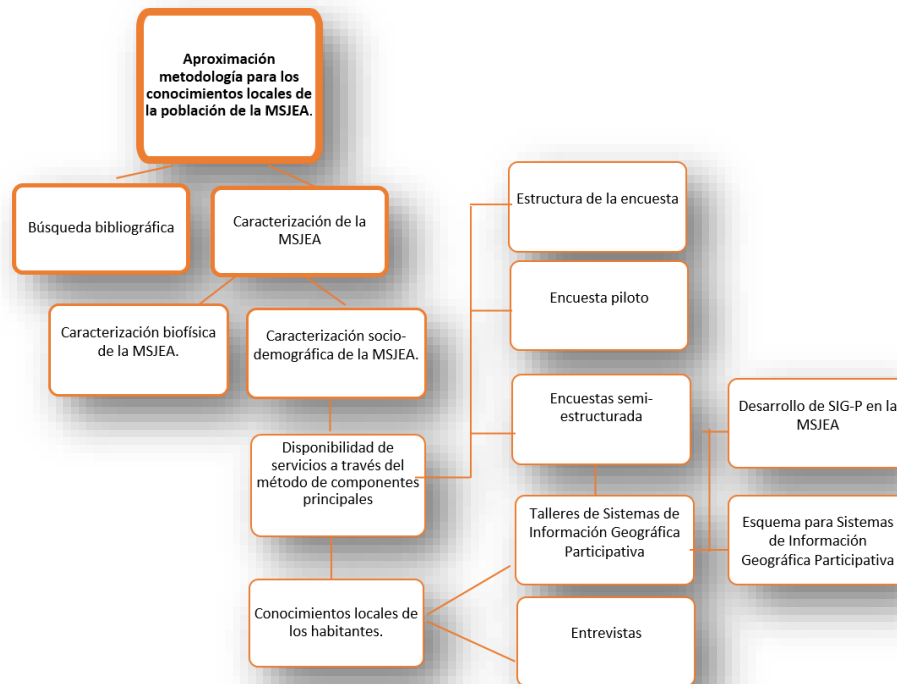 Aproximación
metodología para los
conocimientos locales de
la población de la MSJEA.
Búsqueda bibliográfica
Caracterización de la
MSJEA
Caracterización biofísica
de la MSJEA.
Caracterización socio-
demográfica de la MSJEA.
Disponibilidad de
servicios a través del
método de componentes
principales
Conocimientos locales de
los habitantes.
Estructura de la encuesta
Encuesta piloto
Encuestas semi-
estructurada
Talleres de Sistemas de
Información Geográfica
Participativa
Entrevistas
Desarrollo de SIG-P en la
MSJEA
Esquema para Sistemas
de Información
Geográfica Participativa